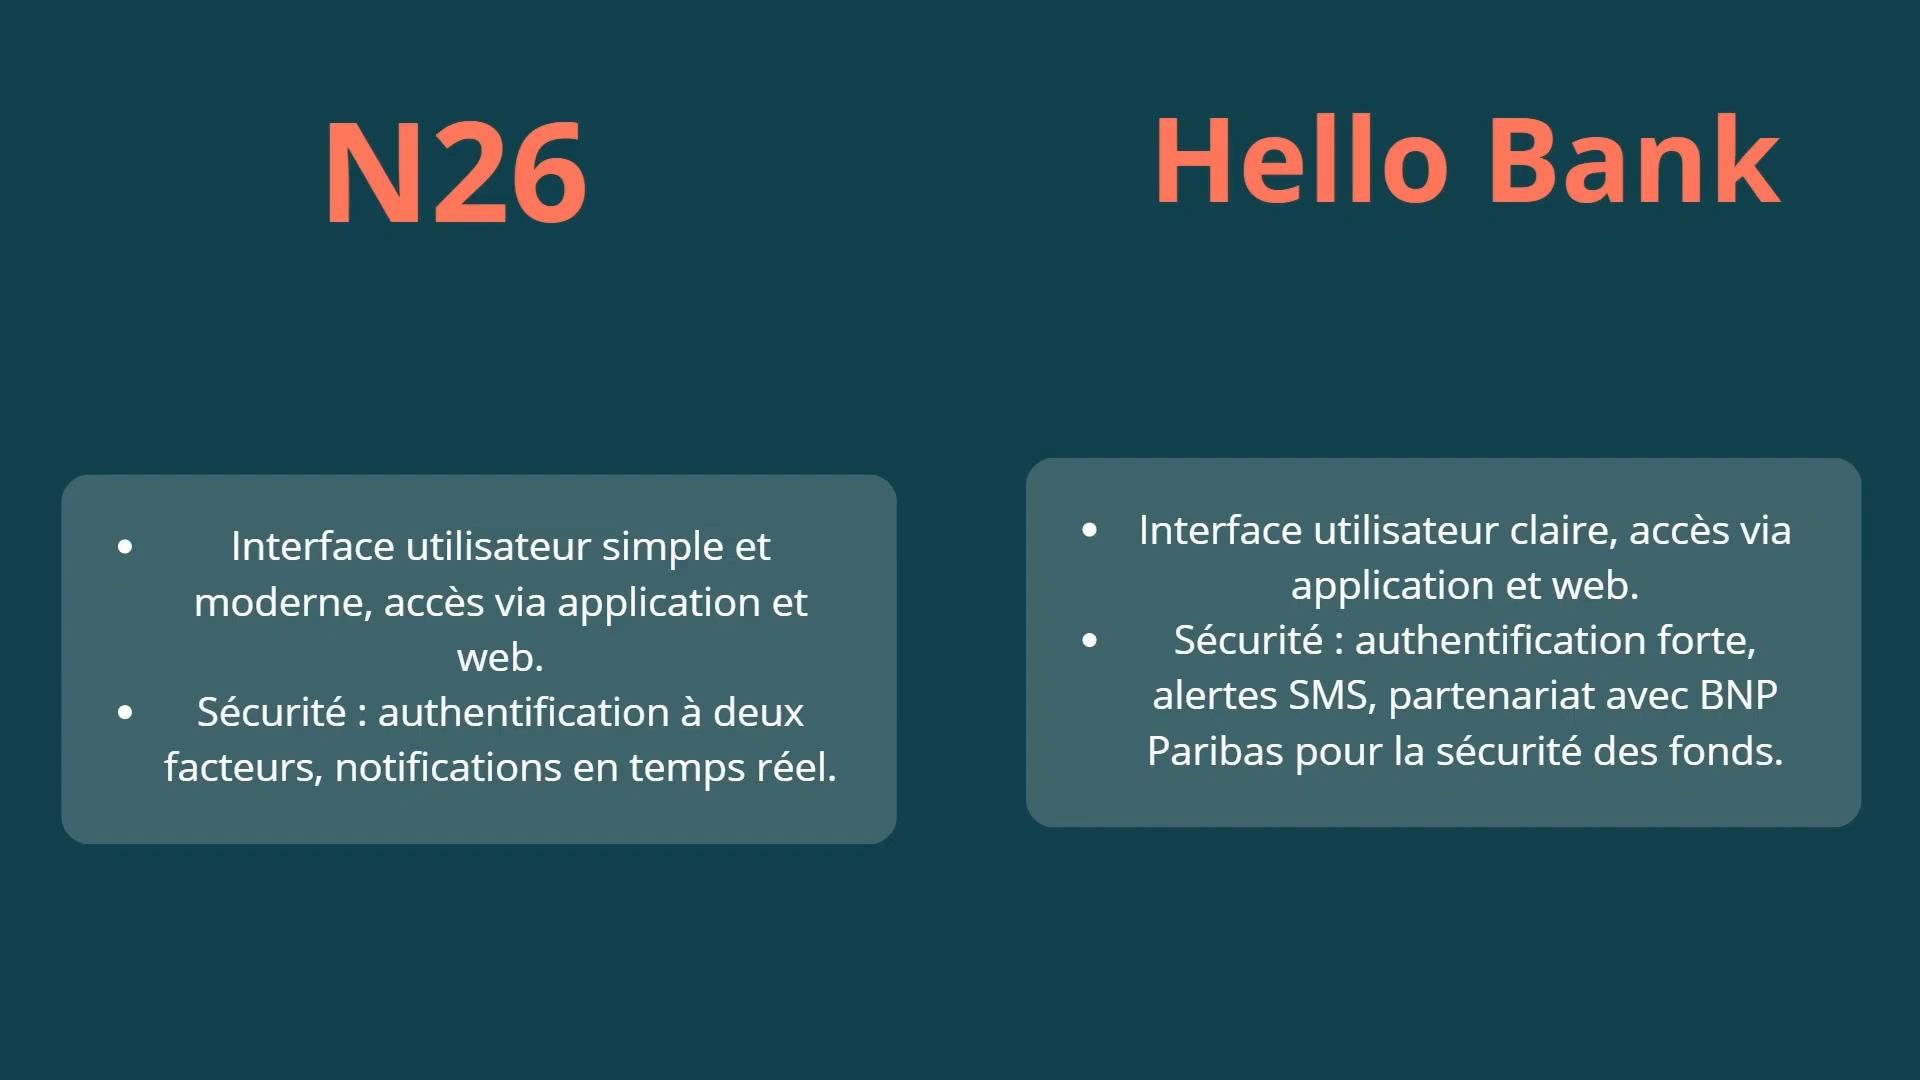 N26
• Interface utilisateur simple et
moderne, accès via application et
web.
• Sécurité : authentification à deux
facteurs, notifications en temps réel.
Hello Bank
• Interface utilisateur claire, accès via
application et web.
• Sécurité : authentification forte,
alertes SMS, partenariat avec BNP
Paribas pour la sécurité des fonds.